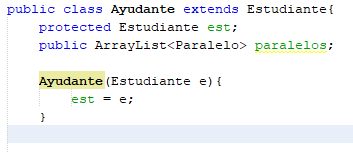 public class Ayudante extends Estudiante{
protected Estudiante est;
public ArrayList<Paralelo> paralelos;
Ayudante(Estudiante e){
est = e;
}